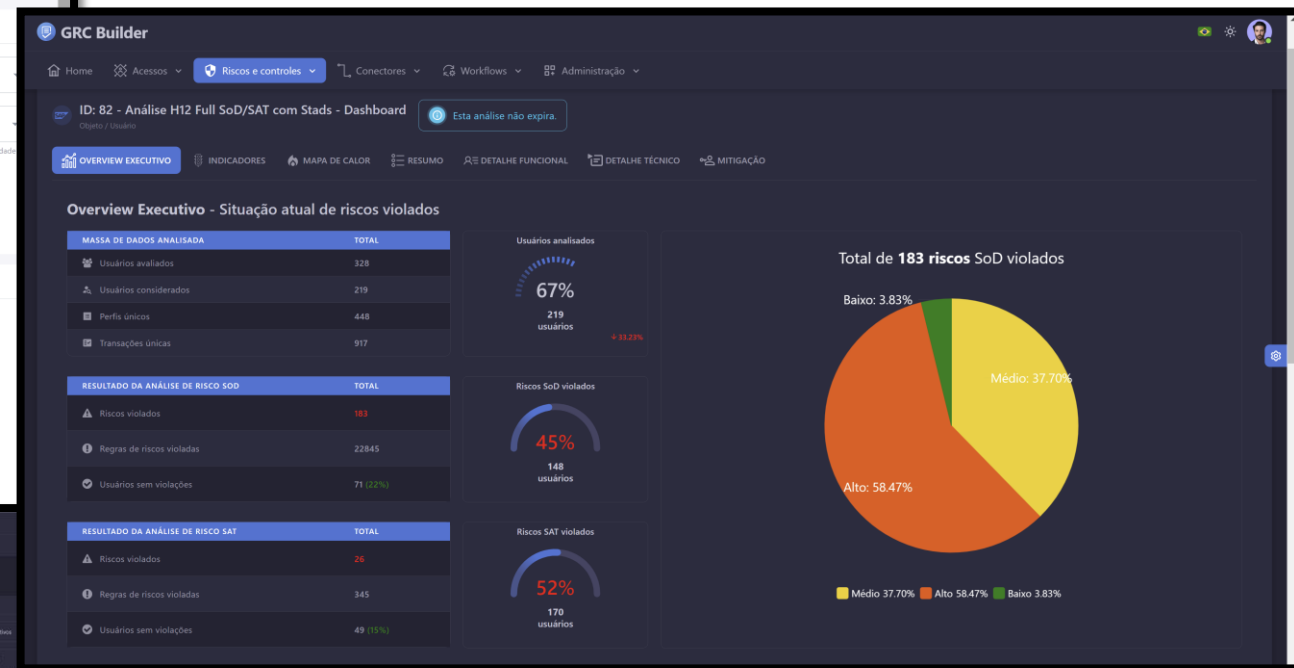 GRC Builder
Home Acessos Riscos e controles Conectores Workflows Administração
ID: 82 - Análise H12 Full SoD/SAT com Stads - Dashboard
Objeto / Usuário
Esta análise não expira.
OVERVIEW EXECUTIVO INDICADORES MAPA DE CALOR RESUMO DETALHE FUNCIONAL DETALHE TÉCNICO MITIGAÇÃO
Overview Executivo - Situação atual de riscos violados
MASSA DE DADOS ANALISADA TOTAL
Usuários avaliados 328
Usuários considerados 219
Perfis únicos 448
Transações únicas 917
Usuários analisados
67%
219
usuários
↓33.23%
RESULTADO DA ANÁLISE DE RISCO SOD TOTAL
Riscos violados 183
Regras de riscos violadas 22845
Usuários sem violações 71 (22%)
Riscos SoD violados
45%
148
usuários
RESULTADO DA ANÁLISE DE RISCO SAT TOTAL
Riscos violados 26
Regras de riscos violadas 345
Usuários sem violações 49 (15%)
Riscos SAT violados
52%
170
usuários
Total de 183 riscos SoD violados
Baixo: 3.83%
Médio: 37.70%
Alto: 58.47%
Médio 37.70% Alto 58.47% Baixo 3.83%